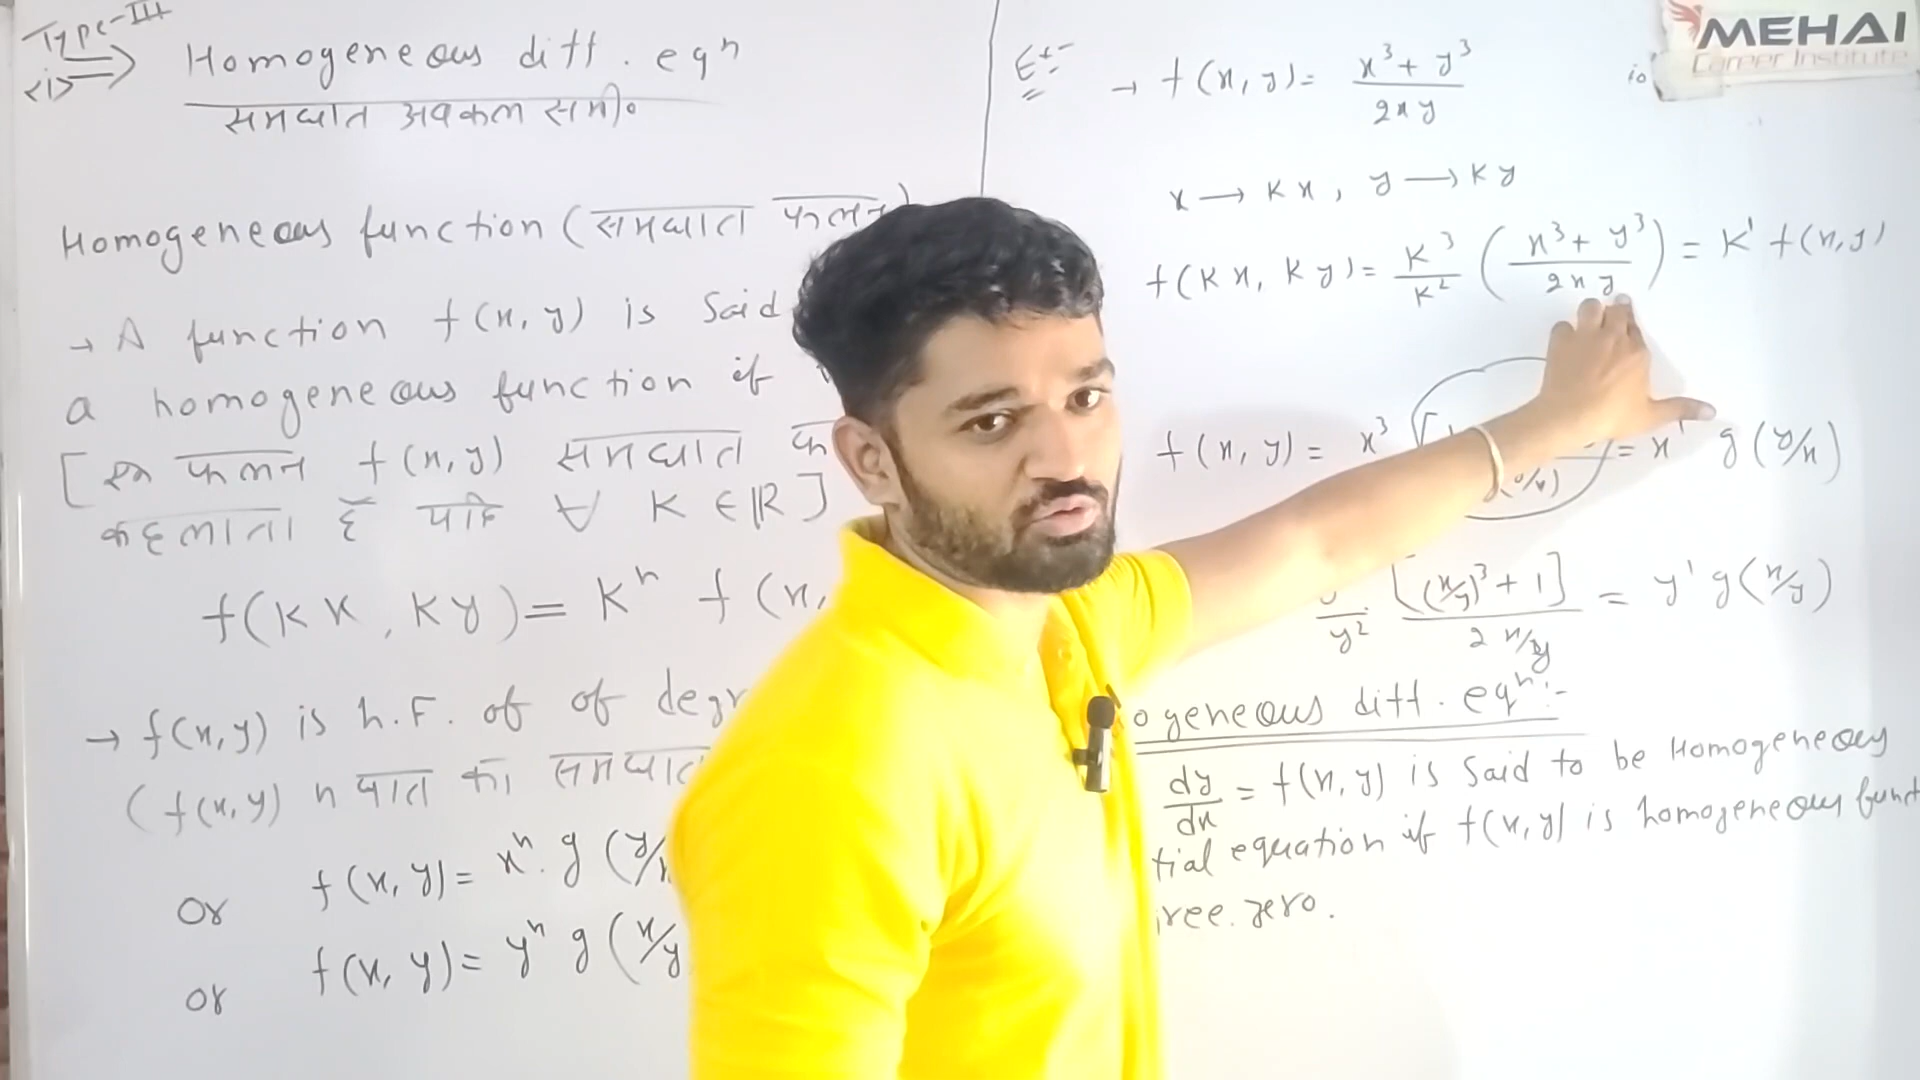 Type-III
<i> Homogeneous diff. eqⁿ
समघात अवकल समी०
Homogeneous function (समघात फलन)
→ A function f(x, y) is Said
a homogeneous function if
[एक फलन f(x, y) समघात
कहलाता है यदि ∀ K ∈ ℝ]
f(Kx, Ky) = Kⁿ f(x,
→ f(x, y) is h.F. of of degr
( f(x, y) n घात का समघात
or f(x, y) = xⁿ. g (y/x
or f(x, y) = yⁿ g (x/y
Ex:- → f(x, y) = x³ + y³ / 2xy
x → Kx, y → Ky
f(Kx, Ky) = K³/K² (x³ + y³ / 2xy) = K¹ f(x, y)
f(x, y) = x³ = x¹ g(y/x)
y² [(x/y)³ + 1] / 2 x/y = y¹ g(x/y)
ogeneous diff. eqⁿ:-
dy/dx = f(x, y) is Said to be Homogeneous
tial equation if f(x, y) is homogeneous funct
ree. zero.
MEHAI
Career Institute